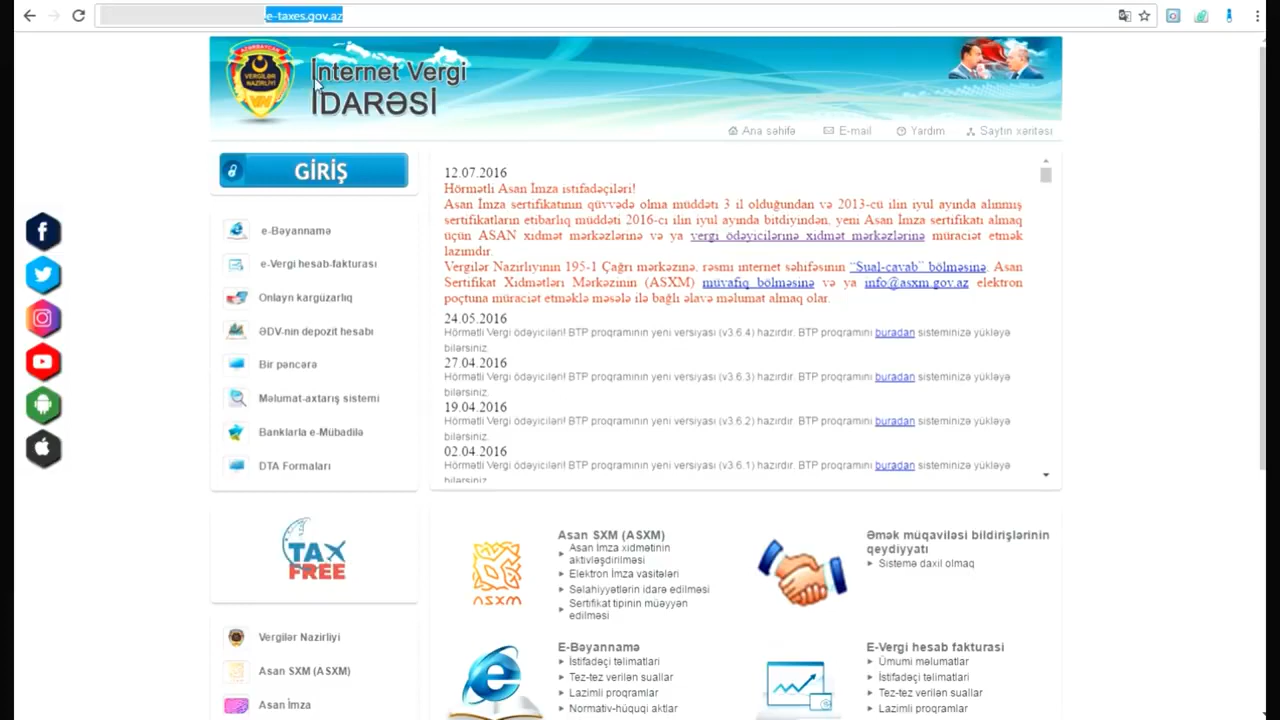 e-taxes.gov.az
AZƏRBAYCAN
VERGİLƏR
NAZİRLİYİ
İnternet Vergi
İDARƏSİ
Ana səhifə
E-mail
Yardım
Saytın xəritəsi
GİRİŞ
e-Bəyannamə
e-Vergi hesab-fakturası
Onlayn kargüzarlıq
ƏDV-nin depozit hesabı
Bir pəncərə
Məlumat-axtarış sistemi
Banklarla e-Mübadilə
DTA Formaları
12.07.2016
Hörmətli Asan İmza istifadəçiləri!
Asan İmza sertifikatının qüvvədə olma müddəti 3 il olduğundan və 2013-cü ilin iyul ayında alınmış
sertifikatların etibarlıq müddəti 2016-cı ilin iyul ayında bitdiyindən, yeni Asan İmza sertifikatı almaq
üçün ASAN xidmət mərkəzlərinə və ya vergi ödəyicilərinə xidmət mərkəzlərinə müraciət etmək
lazımdır.
Vergilər Nazirliyinin 195-1 Çağrı mərkəzinə, rəsmi internet səhifəsinin "Sual-cavab" bölməsinə, Asan
Sertifikat Xidmətləri Mərkəzinin (ASXM) müvafiq bölməsinə və ya info@asxm.gov.az elektron
poçtuna müraciət etməklə məsələ ilə bağlı əlavə məlumat almaq olar.
24.05.2016
Hörmətli Vergi ödəyiciləri! BTP proqramının yeni versiyası (v3.6.4) hazırdır. BTP proqramını buradan sisteminizə yükləyə
bilərsiniz.
27.04.2016
Hörmətli Vergi ödəyiciləri! BTP proqramının yeni versiyası (v3.6.3) hazırdır. BTP proqramını buradan sisteminizə yükləyə
bilərsiniz.
19.04.2016
Hörmətli Vergi ödəyiciləri! BTP proqramının yeni versiyası (v3.6.2) hazırdır. BTP proqramını buradan sisteminizə yükləyə
bilərsiniz.
02.04.2016
Hörmətli Vergi ödəyiciləri! BTP proqramının yeni versiyası (v3.6.1) hazırdır. BTP proqramını buradan sisteminizə yükləyə
bilərsiniz.
TAX
FREE
Vergilər Nazirliyi
Asan SXM (ASXM)
Asan İmza
ASXM
Asan SXM (ASXM)
Asan İmza xidmətinin
aktivləşdirilməsi
Elektron İmza vasitələri
Səlahiyyətlərin idarə edilməsi
Sertifikat tipinin müəyyən
edilməsi
Əmək müqaviləsi bildirişlərinin
qeydiyyatı
Sistemə daxil olmaq
E-Bəyannamə
İstifadəçi təlimatları
Tez-tez verilən suallar
Lazimli proqramlar
Normativ-hüquqi aktlar
E-Vergi hesab fakturasi
Ümumi məlumatlar
İstifadəçi təlimatları
Tez-tez verilən suallar
Lazimli proqramlar